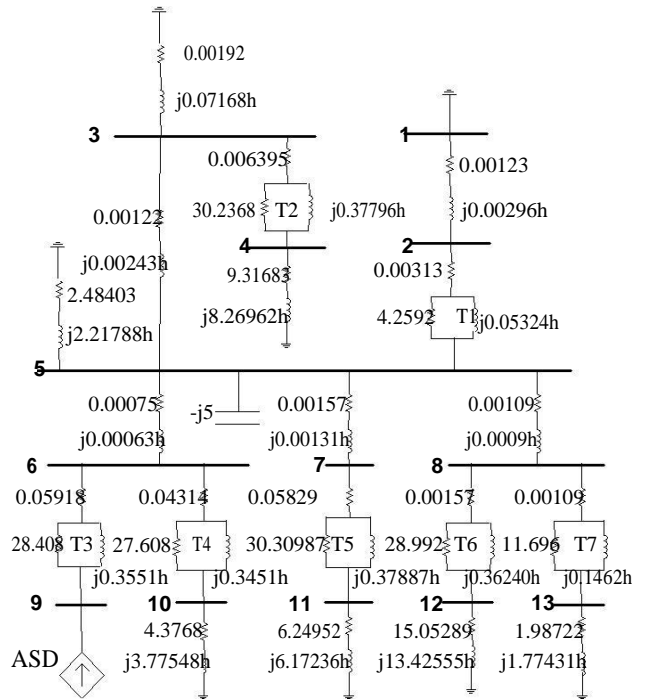 0.00192
j0.07168h
3
1
0.006395
0.00123
30.2368 T2 j0.37796h
0.00122
j0.00296h
4
2
j0.00243h
9.31683
0.00313
2.48403
j8.26962h
4.2592 T1 j0.05324h
j2.21788h
5
0.00075
-j5
0.00157
0.00109
j0.00063h
j0.00131h
j0.0009h
6
7
8
0.05918
0.04314
0.05829
0.00157
0.00109
28.408 T3
27.608 T4
30.30987 T5
28.992 T6
11.696 T7
j0.3551h
j0.3451h
j0.37887h
j0.36240h
j0.1462h
9
10
11
12
13
4.3768
6.24952
15.05289
1.98722
ASD
j3.77548h
j6.17236h
j13.42555h
j1.77431h